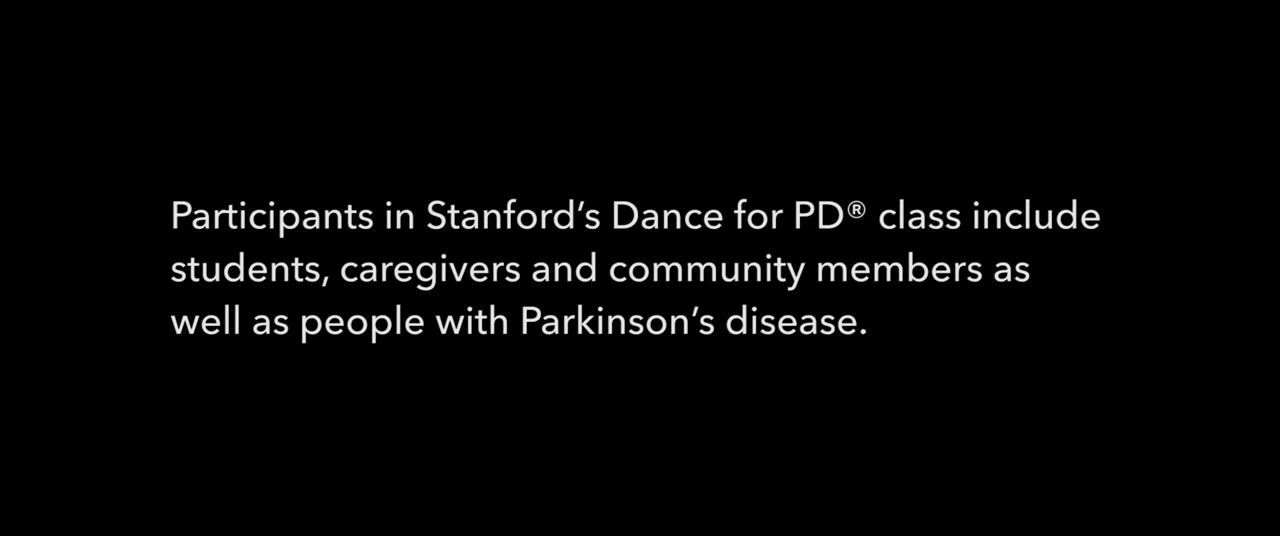 Participants in Stanford’s Dance for PD® class include
students, caregivers and community members as
well as people with Parkinson’s disease.